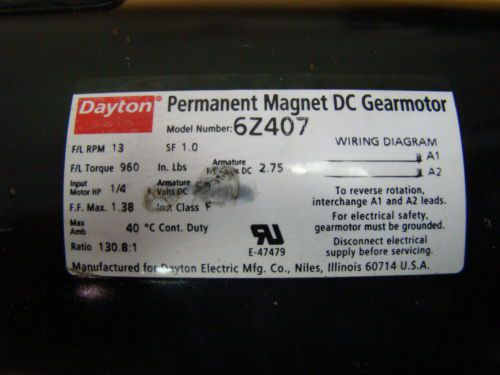 Dayton® Permanent Magnet DC Gearmotor
Model Number: 6Z407
F/L RPM 13 SF 1.0
F/L Torque 960 In. Lbs Armature F/L Amps DC 2.75
Input Motor HP 1/4 Armature Volts DC
F.F. Max. 1.38 Ins. Class F
Max Amb 40 °C Cont. Duty
Ratio 130.8:1
E-47479
WIRING DIAGRAM
A1
A2
To reverse rotation,
interchange A1 and A2 leads.
For electrical safety,
gearmotor must be grounded.
Disconnect electrical
supply before servicing.
Manufactured for Dayton Electric Mfg. Co., Niles, Illinois 60714 U.S.A.